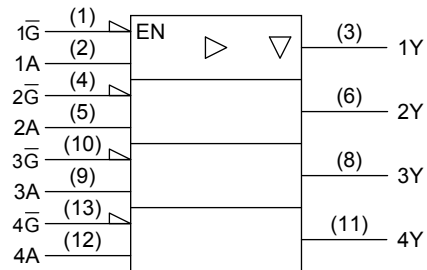 1G̅ (1) EN
1A (2)
(3) 1Y
2G̅ (4)
2A (5)
(6) 2Y
3G̅ (10)
3A (9)
(8) 3Y
4G̅ (13)
4A (12)
(11) 4Y